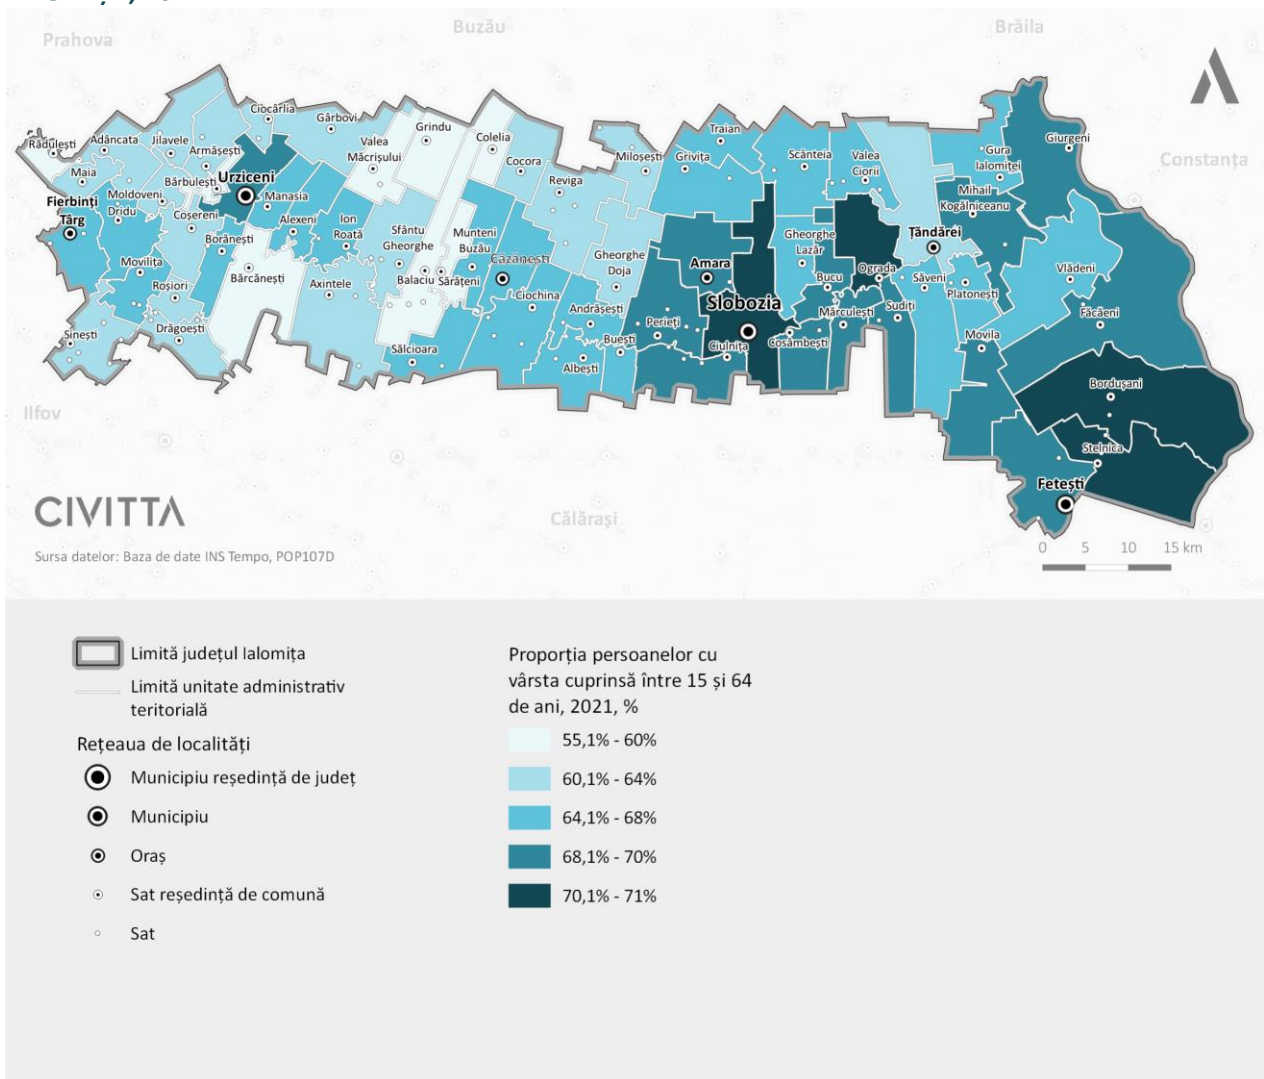 Prahova
Buzău
Brăila
Constanța
Ilfov
Călărași
Rădulești
Adâncata
Jilavele
Ciocârlia
Gârbovi
Grindu
Colelia
Traian
Giurgeni
Maia
Armășești
Valea
Măcrișului
Cocora
Miloșești
Grivița
Scânteia
Valea
Ciorii
Gura
Ialomiței
Fierbinți
Târg
Moldoveni
Bărbulești
Urziceni
Manasia
Reviga
Mihail
Kogălniceanu
Dridu
Coșereni
Alexeni
Ion
Roată
Sfântu
Gheorghe
Munteni
Buzău
Gheorghe
Lazăr
Țăndărei
Borănești
Movilița
Bărcănești
Balaciu
Sărățeni
Căzănești
Gheorghe
Doja
Amara
Bucu
Ograda
Săveni
Platonești
Vlădeni
Roșiori
Axintele
Ciochina
Andrășești
Slobozia
Mărculești
Sudiți
Făcăeni
Sinești
Drăgoești
Sălcioara
Perieți
Buești
Albești
Ciulnița
Cosâmbești
Movila
Bordușani
Stelnica
Fetești
CIVITTA
Sursa datelor: Baza de date INS Tempo, POP107D
0 5 10 15 km
Limită județul Ialomița
Limită unitate administrativ
teritorială
Rețeaua de localități
Municipiu reședință de județ
Municipiu
Oraș
Sat reședință de comună
Sat
Proporția persoanelor cu
vârsta cuprinsă între 15 și 64
de ani, 2021, %
55,1% - 60%
60,1% - 64%
64,1% - 68%
68,1% - 70%
70,1% - 71%